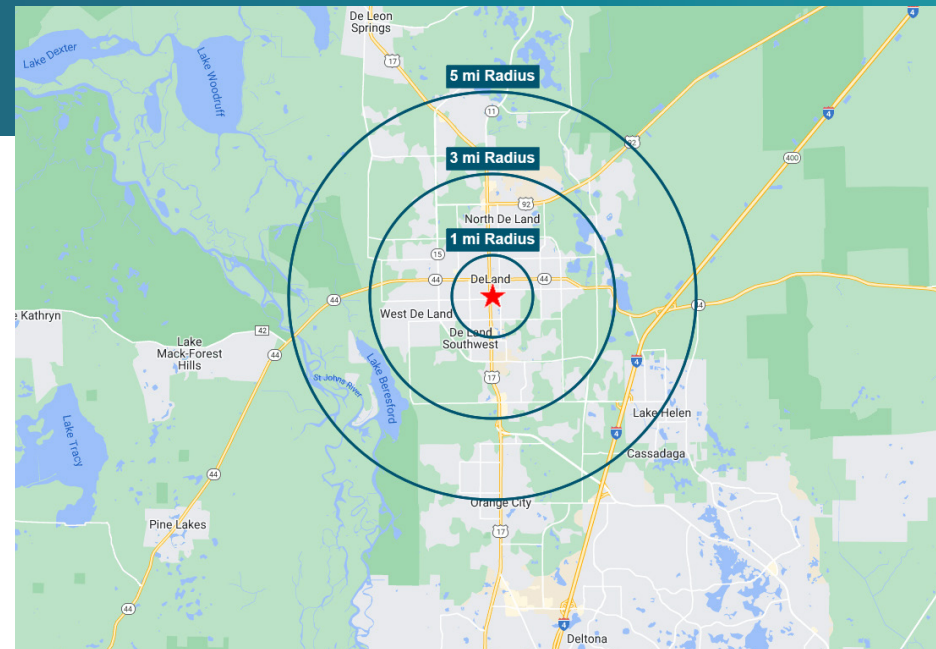 De Leon
Springs
4
Lake Dexter
Lake Woodruff
17
5 mi Radius
11
4
92
400
3 mi Radius
92
North De Land
1 mi Radius
15
44
DeLand
44
44
44
e Kathryn
West De Land
42
De Land
Southwest
Lake
Mack-Forest
Hills
44
St Johns River
Lake Beresford
17
4
Lake Helen
Lake Tracy
4
Cassadaga
44
Orange City
Pine Lakes
17
44
4
Deltona